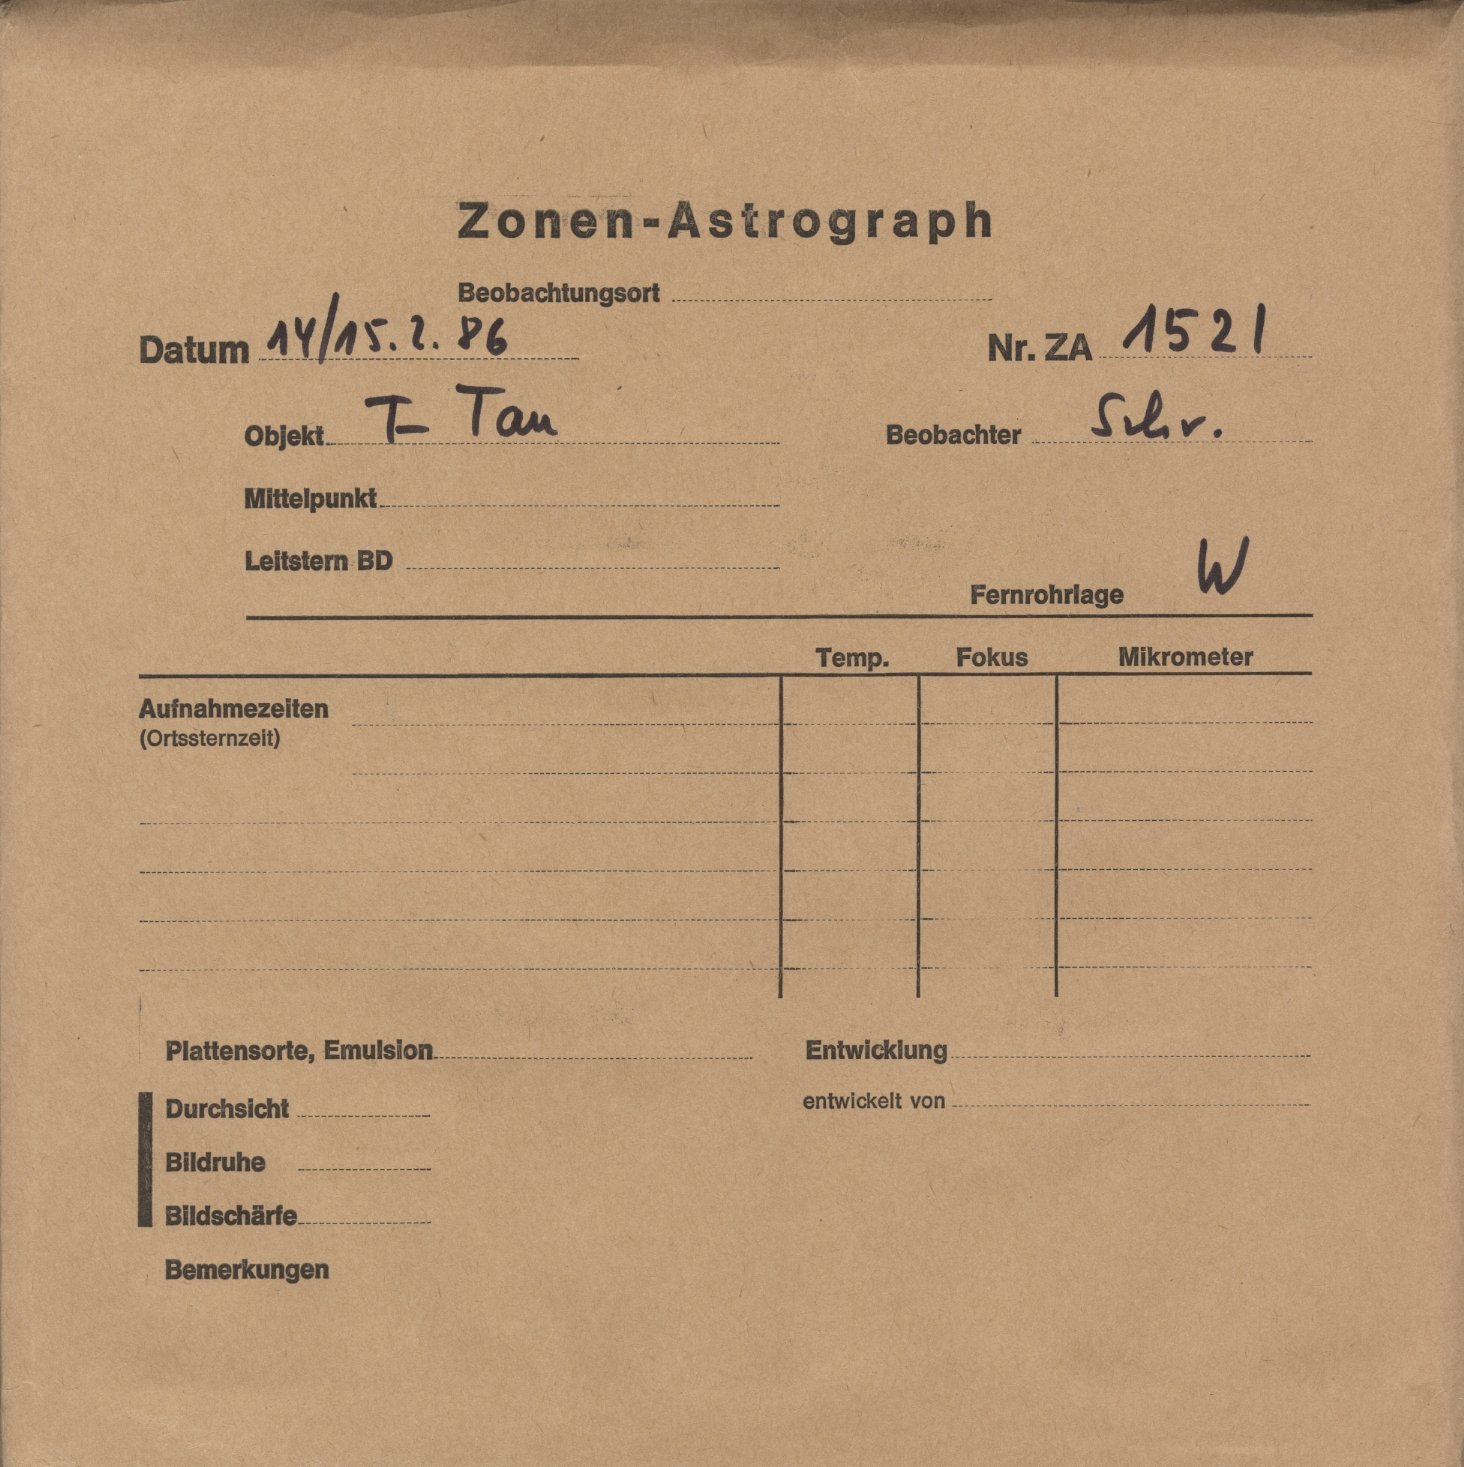 Zonen-Astrograph
Beobachtungsort
Datum 14/15.2.86
Nr. ZA 1521
Objekt T Tau
Beobachter Schr.
Mittelpunkt
Leitstern BD
Fernrohrlage W
Temp. Fokus Mikrometer
Aufnahmezeiten
(Ortssternzeit)
Plattensorte, Emulsion
Entwicklung
Durchsicht
entwickelt von
Bildruhe
Bildschärfe
Bemerkungen